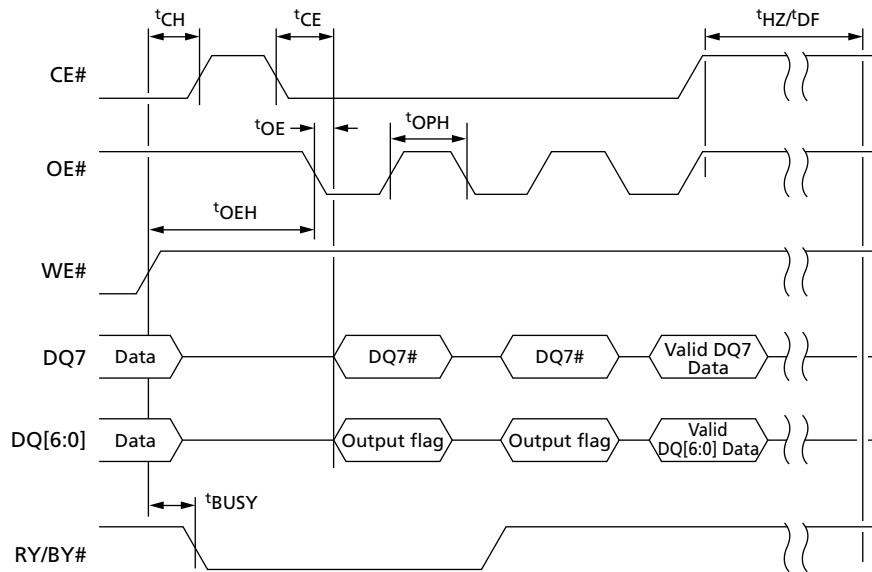 tCH tCE tHZ/tDF
CE#
tOE tOPH
OE#
tOEH
WE#
DQ7 Data DQ7# DQ7# Valid DQ7
Data
DQ[6:0] Data Output flag Output flag Valid
DQ[6:0] Data
tBUSY
RY/BY#